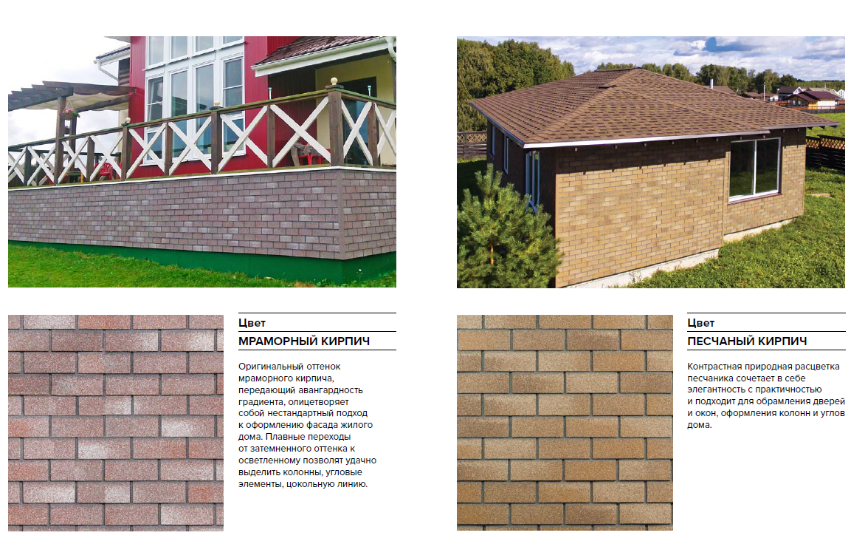 Цвет
МРАМОРНЫЙ КИРПИЧ
Оригинальный оттенок
мраморного кирпича,
передающий авангардность
градиента, олицетворяет
собой нестандартный подход
к оформлению фасада жилого
дома. Плавные переходы
от затемненного оттенка к
осветленному позволят удачно
выделить колонны, угловые
элементы, цокольную линию.
Цвет
ПЕСЧАНЫЙ КИРПИЧ
Контрастная природная расцветка
песчаника сочетает в себе
элегантность с практичностью
и подходит для обрамления дверей
и окон, оформления колонн и углов
дома.